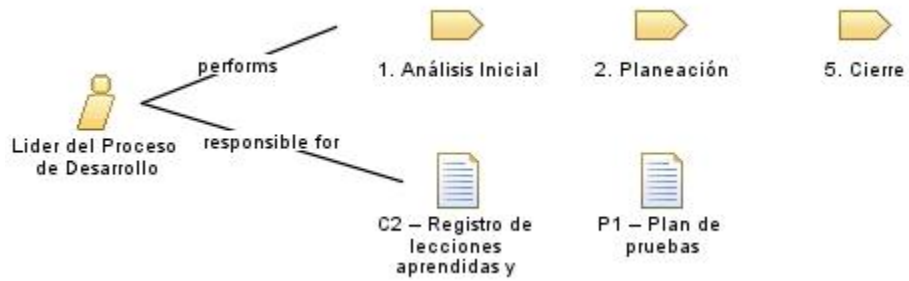 performs
1. Análisis Inicial
2. Planeación
5. Cierre
Lider del Proceso
de Desarrollo
responsible for
C2 – Registro de
lecciones
aprendidas y
P1 – Plan de
pruebas